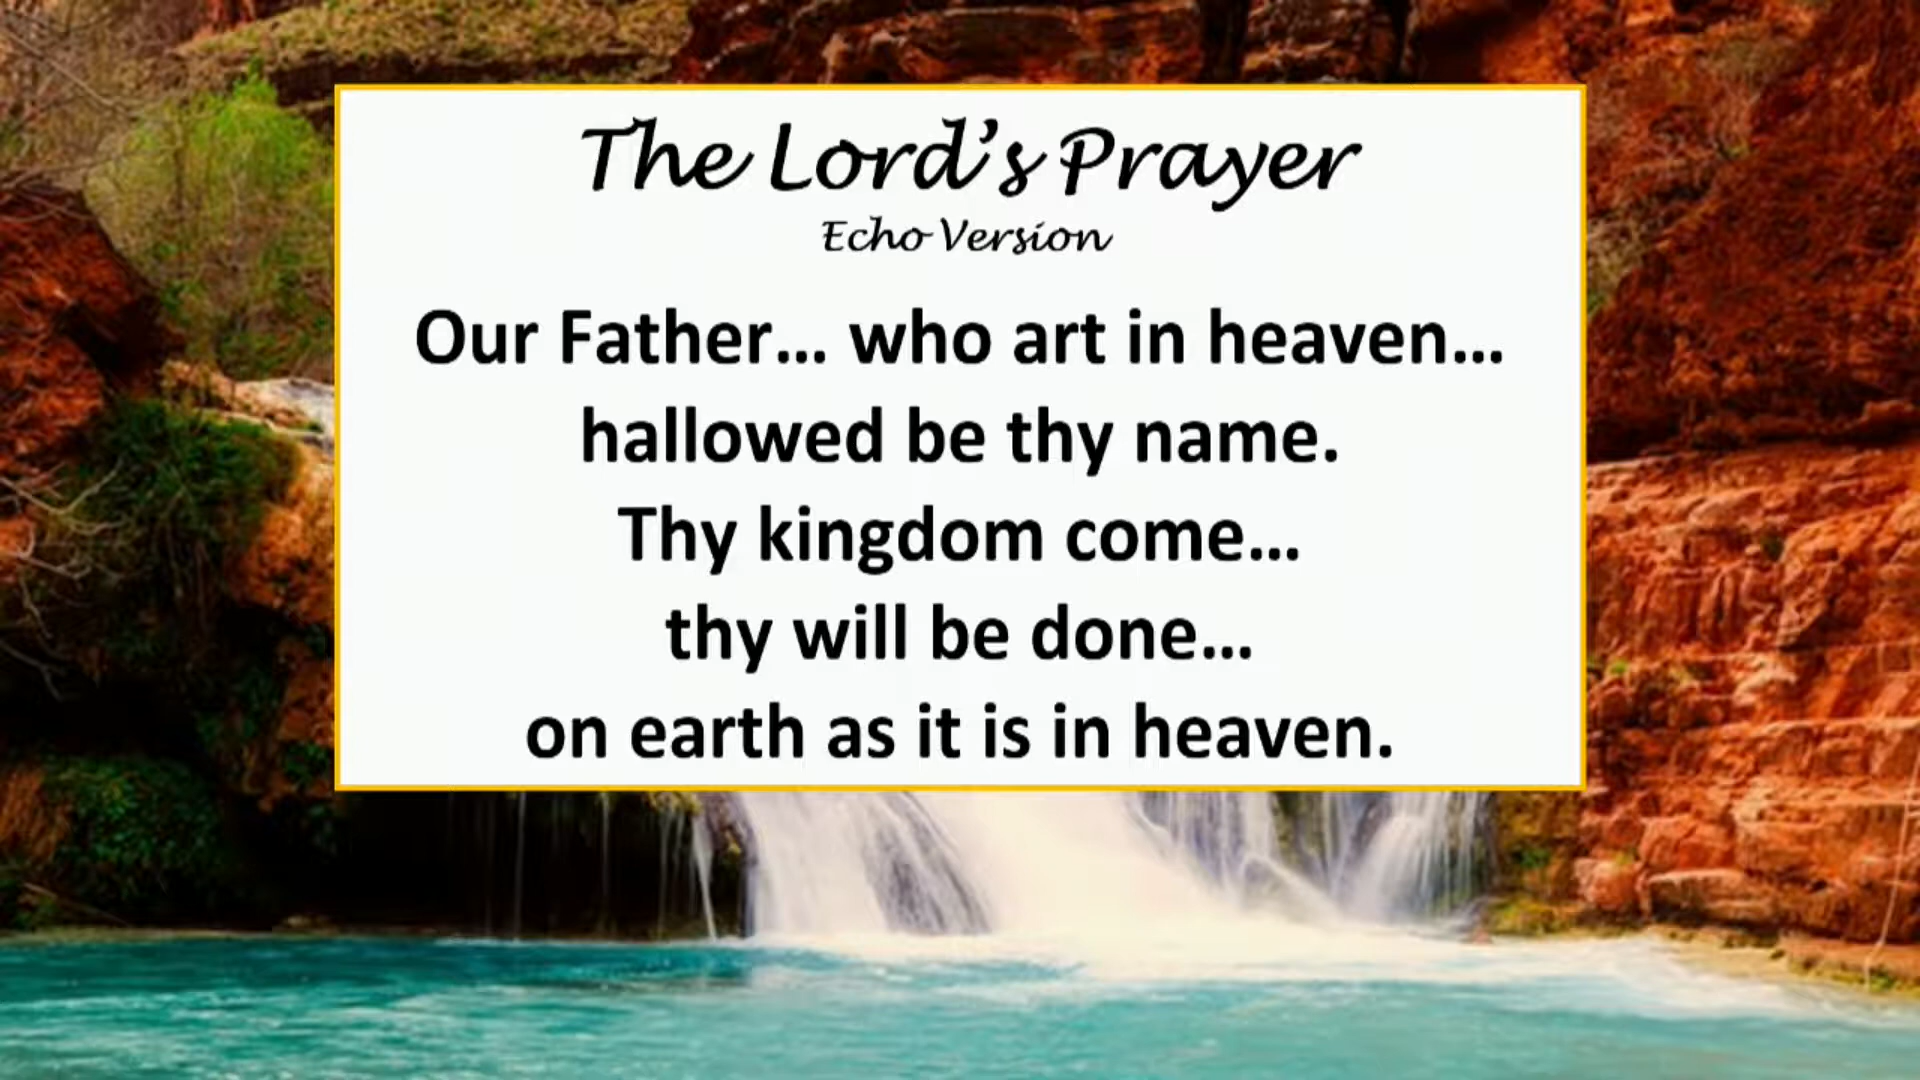 The Lord’s Prayer
Echo Version
Our Father... who art in heaven...
hallowed be thy name.
Thy kingdom come...
thy will be done...
on earth as it is in heaven.